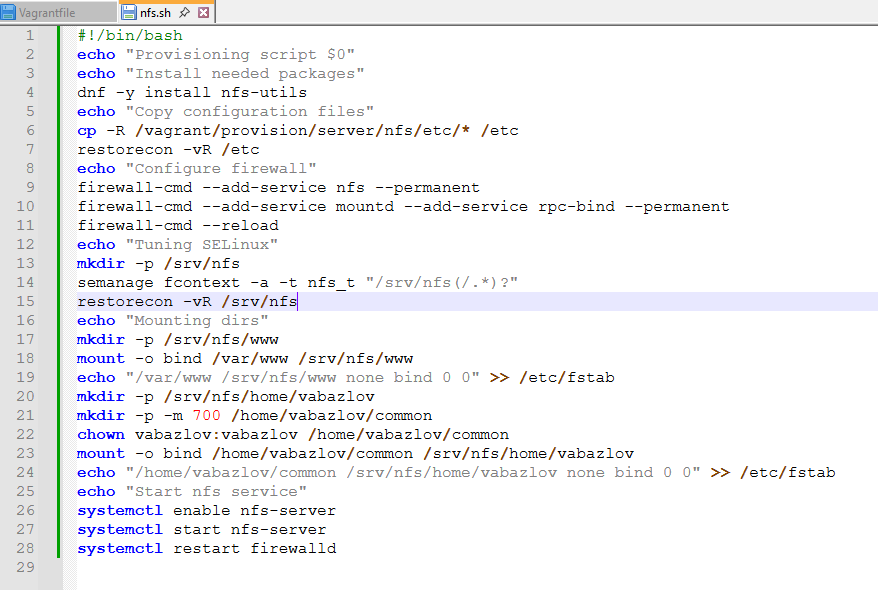 Vagrantfile nfs.sh
1 #!/bin/bash
2 echo "Provisioning script $0"
3 echo "Install needed packages"
4 dnf -y install nfs-utils
5 echo "Copy configuration files"
6 cp -R /vagrant/provision/server/nfs/etc/* /etc
7 restorecon -vR /etc
8 echo "Configure firewall"
9 firewall-cmd --add-service nfs --permanent
10 firewall-cmd --add-service mountd --add-service rpc-bind --permanent
11 firewall-cmd --reload
12 echo "Tuning SELinux"
13 mkdir -p /srv/nfs
14 semanage fcontext -a -t nfs_t "/srv/nfs(/.*)?"
15 restorecon -vR /srv/nfs
16 echo "Mounting dirs"
17 mkdir -p /srv/nfs/www
18 mount -o bind /var/www /srv/nfs/www
19 echo "/var/www /srv/nfs/www none bind 0 0" >> /etc/fstab
20 mkdir -p /srv/nfs/home/vabazlov
21 mkdir -p -m 700 /home/vabazlov/common
22 chown vabazlov:vabazlov /home/vabazlov/common
23 mount -o bind /home/vabazlov/common /srv/nfs/home/vabazlov
24 echo "/home/vabazlov/common /srv/nfs/home/vabazlov none bind 0 0" >> /etc/fstab
25 echo "Start nfs service"
26 systemctl enable nfs-server
27 systemctl start nfs-server
28 systemctl restart firewalld
29